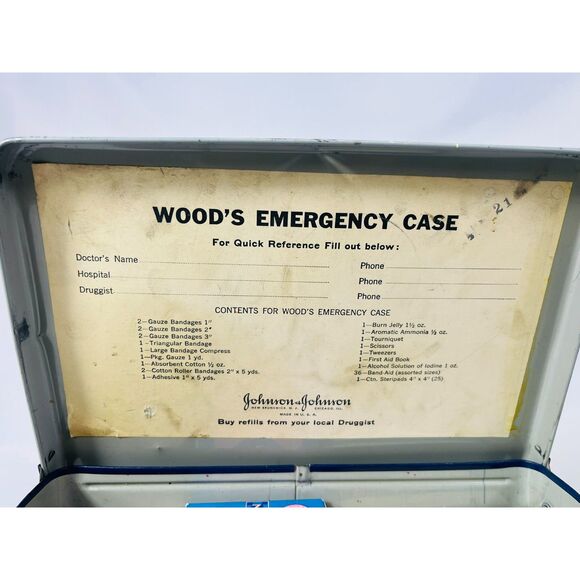 WOOD'S EMERGENCY CASE
For Quick Reference Fill out below:
Doctor's Name Phone
Hospital Phone
Druggist Phone
CONTENTS FOR WOOD'S EMERGENCY CASE
2—Gauze Bandages 1"
2—Gauze Bandages 2"
2—Gauze Bandages 3"
1—Triangular Bandage
1—Large Bandage Compress
1—Pkg. Gauze 1 yd.
1—Absorbent Cotton ½ oz.
2—Cotton Roller Bandages 2" x 5 yds.
1—Adhesive 1" x 5 yds.
1—Burn Jelly 1½ oz.
1—Aromatic Ammonia ½ oz.
1—Tourniquet
1—Scissors
1—Tweezers
1—First Aid Book
1—Alcohol Solution of Iodine 1 oz.
36—Band-Aid (assorted sizes)
1—Ctn. Steripads 4" x 4" (25)
Johnson & Johnson
NEW BRUNSWICK, N. J. CHICAGO, ILL.
MADE IN U. S. A.
Buy refills from your local Druggist
21